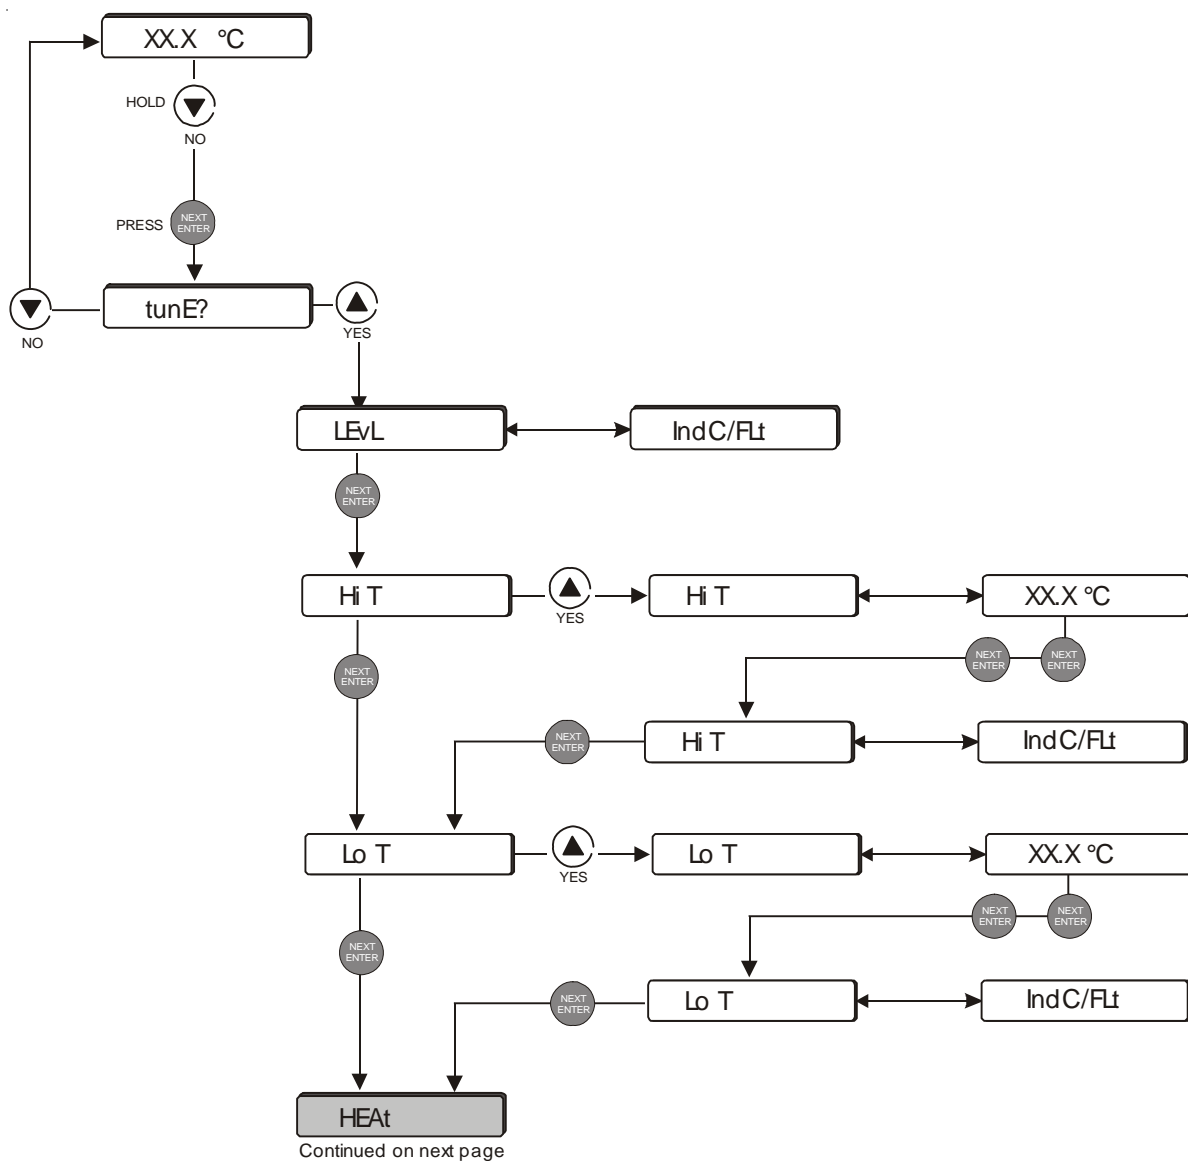 XX.X °C
HOLD
NO
PRESS
NEXT
ENTER
tunE?
NO
YES
LEvL
IndC/FLt
NEXT
ENTER
Hi T
YES
Hi T
XX.X °C
NEXT
ENTER
NEXT
ENTER
NEXT
ENTER
Hi T
IndC/FLt
NEXT
ENTER
Lo T
YES
Lo T
XX.X °C
NEXT
ENTER
NEXT
ENTER
NEXT
ENTER
Lo T
IndC/FLt
NEXT
ENTER
HEAt
Continued on next page